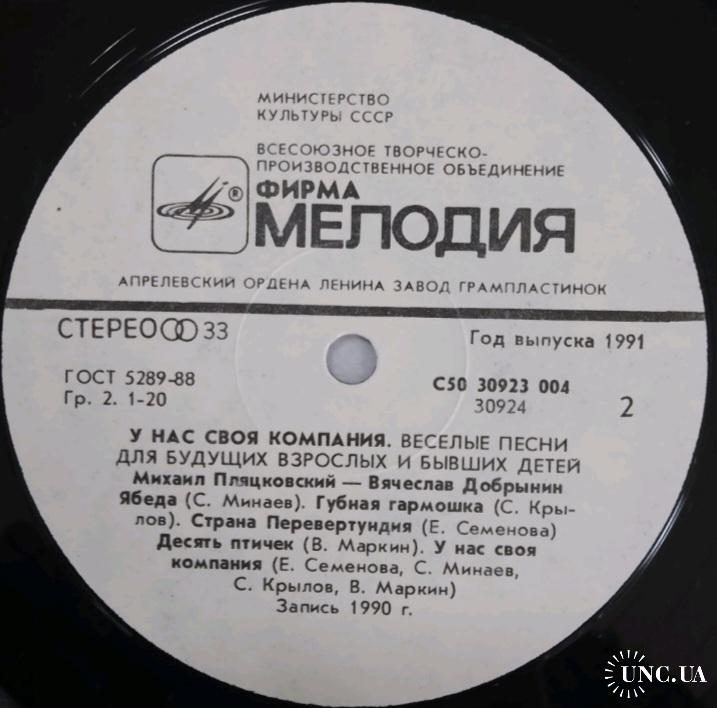 МИНИСТЕРСТВО
КУЛЬТУРЫ СССР
ВСЕСОЮЗНОЕ ТВОРЧЕСКО-
ПРОИЗВОДСТВЕННОЕ ОБЪЕДИНЕНИЕ
®
ФИРМА
МЕЛОДИЯ
АПРЕЛЕВСКИЙ ОРДЕНА ЛЕНИНА ЗАВОД ГРАМПЛАСТИНОК
СТЕРЕО 33
Год выпуска 1991
ГОСТ 5289-88
Гр. 2. 1-20
С50 30923 004
30924
2
У НАС СВОЯ КОМПАНИЯ. ВЕСЕЛЫЕ ПЕСНИ
ДЛЯ БУДУЩИХ ВЗРОСЛЫХ И БЫВШИХ ДЕТЕЙ
Михаил Пляцковский — Вячеслав Добрынин
Ябеда (С. Минаев). Губная гармошка (С. Кры-
лов). Страна Перевертундия (Е. Семенова)
Десять птичек (В. Маркин). У нас своя
компания (Е. Семенова, С. Минаев,
С. Крылов, В. Маркин)
Запись 1990 г.
UNC.UA